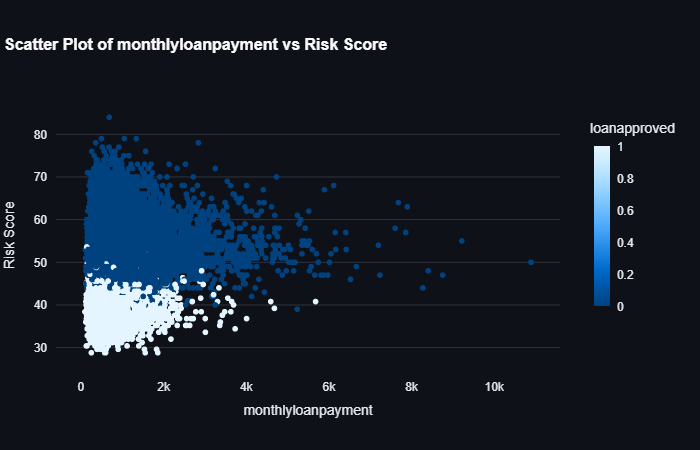 Scatter Plot of monthlyloanpayment vs Risk Score
loanapproved
1
0.8
0.6
0.4
0.2
0
Risk Score
80
70
60
50
40
30
0 2k 4k 6k 8k 10k
monthlyloanpayment